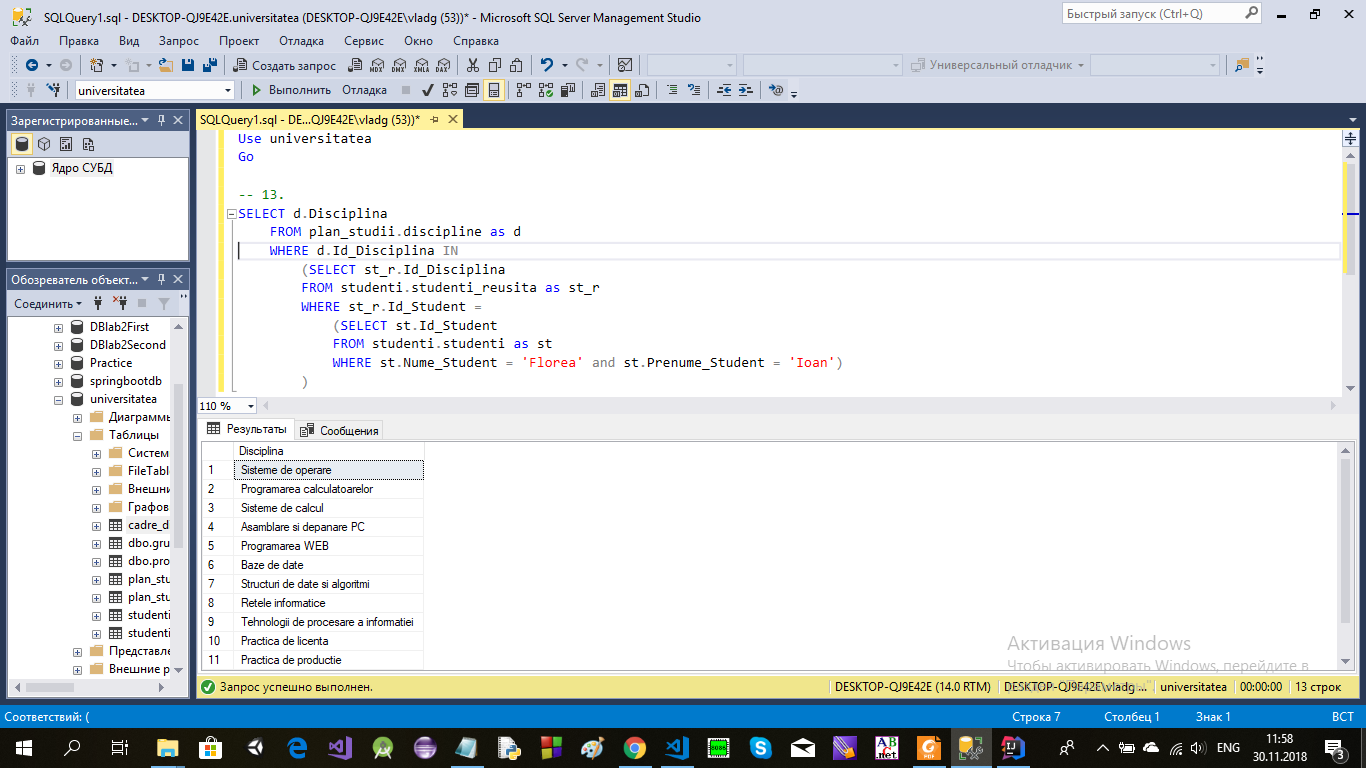 SQLQuery1.sql - DESKTOP-QJ9E42E.universitatea (DESKTOP-QJ9E42E\vladg (53))* - Microsoft SQL Server Management Studio
Быстрый запуск (Ctrl+Q)
Файл Правка Вид Запрос Проект Отладка Сервис Окно Справка
Создать запрос MDX DMX XMLA DAX Универсальный отладчик
universitatea Выполнить Отладка
Зарегистрированные...
Ядро СУБД
Обозреватель объект...
Соединить
DBlab2First
DBlab2Second
Practice
springbootdb
universitatea
Диаграммы
Таблицы
Систем
FileTabl
Внешни
Графов
cadre_d
dbo.gru
dbo.pro
plan_stu
plan_stu
studenti
studenti
Представле
Внешние р
SQLQuery1.sql - DE...QJ9E42E\vladg (53))*
Use universitatea
Go
-- 13.
SELECT d.Disciplina
FROM plan_studii.discipline as d
WHERE d.Id_Disciplina IN
(SELECT st_r.Id_Disciplina
FROM studenti.studenti_reusita as st_r
WHERE st_r.Id_Student =
(SELECT st.Id_Student
FROM studenti.studenti as st
WHERE st.Nume_Student = 'Florea' and st.Prenume_Student = 'Ioan')
)
110 %
Результаты Сообщения
Disciplina
1 Sisteme de operare
2 Programarea calculatoarelor
3 Sisteme de calcul
4 Asamblare si depanare PC
5 Programarea WEB
6 Baze de date
7 Structuri de date si algoritmi
8 Retele informatice
9 Tehnologii de procesare a informatiei
10 Practica de licenta
11 Practica de productie
Активация Windows
Чтобы активировать Windows, перейдите в
Запрос успешно выполнен. DESKTOP-QJ9E42E (14.0 RTM) DESKTOP-QJ9E42E\vladg ... universitatea 00:00:00 13 строк
Соответствий: ( Строка 7 Столбец 1 Знак 1 ВСТ
ENG 11:58
30.11.2018 3